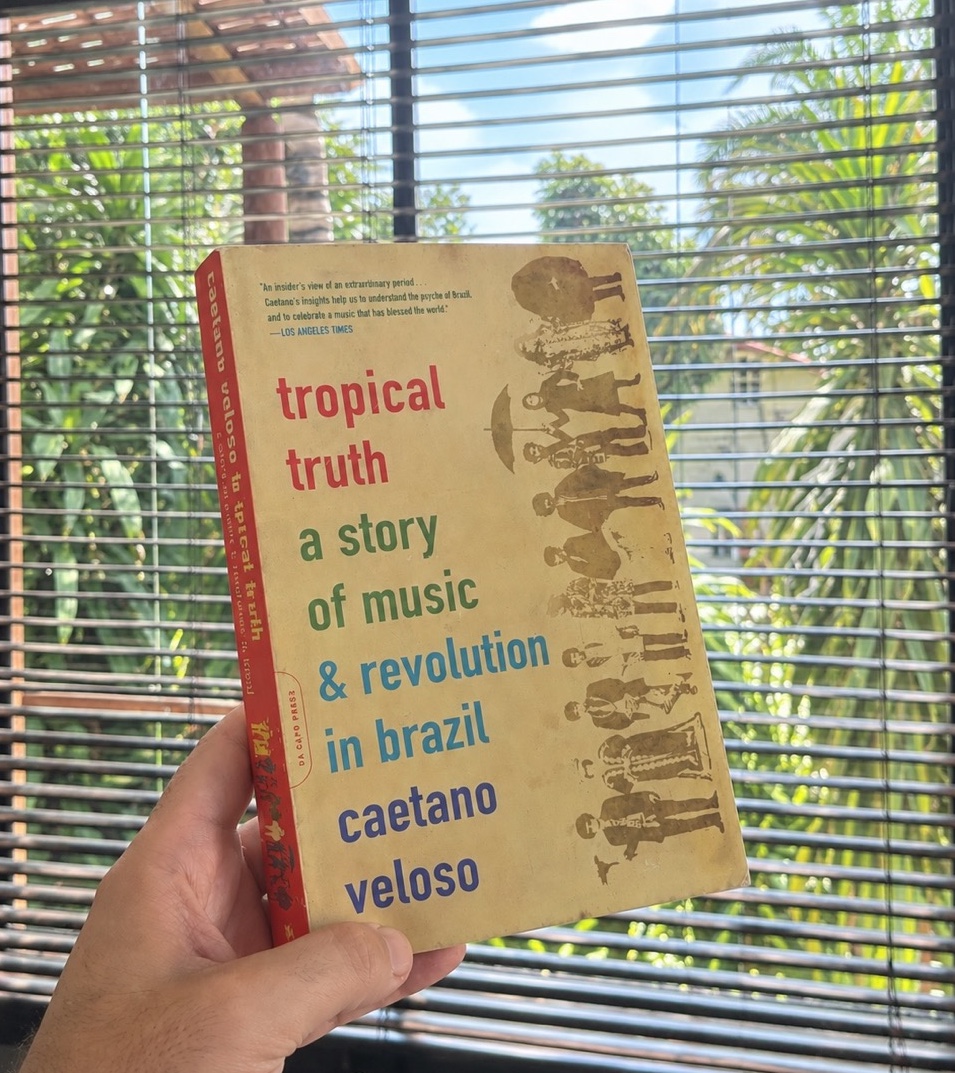 "An insider's view of an extraordinary period . . .
Caetano's insights help us to understand the psyche of Brazil,
and to celebrate a music that has blessed the world."
—LOS ANGELES TIMES
tropical
truth
a story
of music
& revolution
in brazil
caetano
veloso
DA CAPO PRESS
caetano veloso